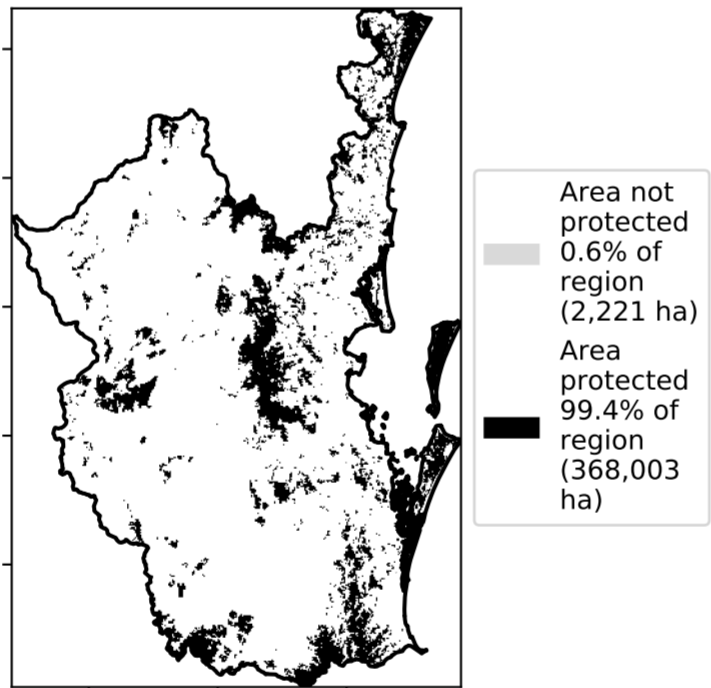 Area not
protected
0.6% of
region
(2,221 ha)
Area
protected
99.4% of
region
(368,003
ha)